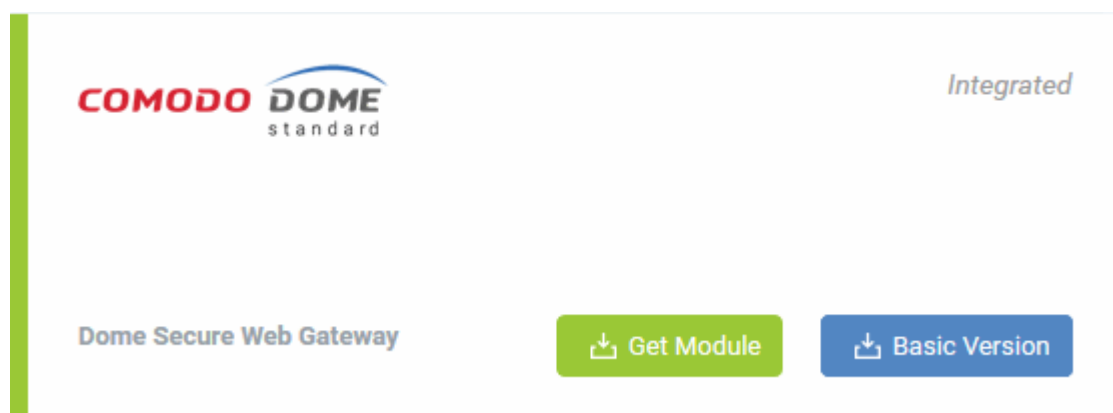 COMODO DOME
standard
Integrated
Dome Secure Web Gateway
Get Module
Basic Version